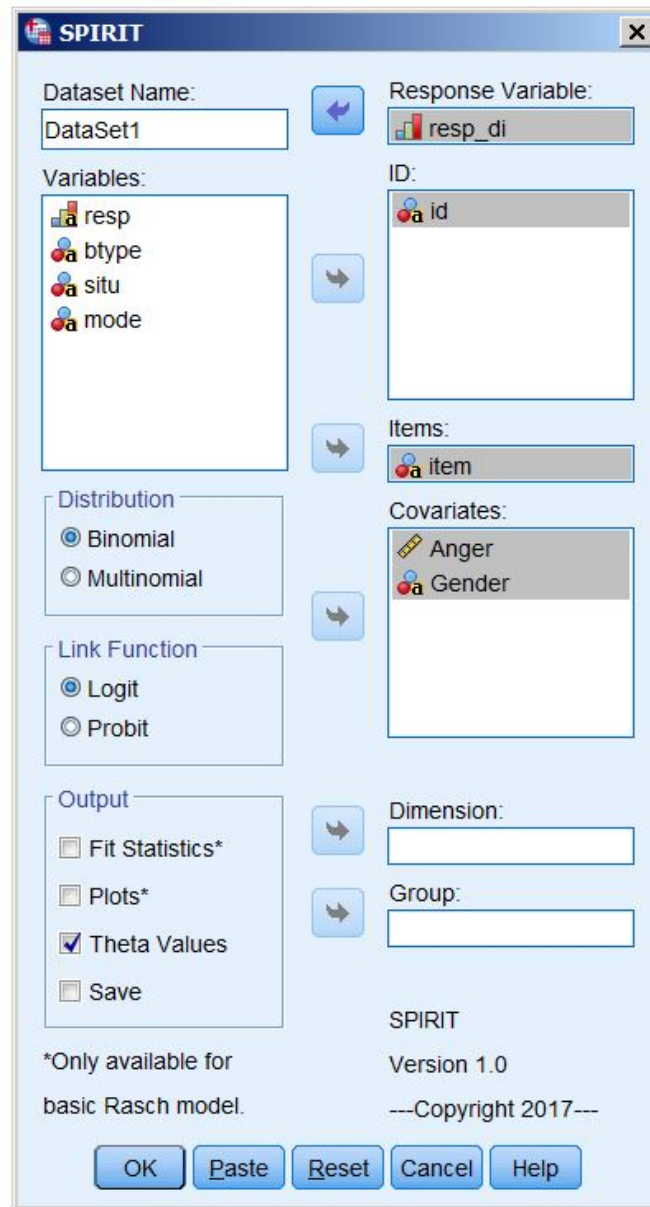 SPIRIT
Dataset Name:
DataSet1
Variables:
resp
btype
situ
mode
Response Variable:
resp_di
ID:
id
Items:
item
Covariates:
Anger
Gender
Distribution
Binomial
Multinomial
Link Function
Logit
Probit
Output
Fit Statistics*
Plots*
Theta Values
Save
Dimension:
Group:
*Only available for
basic Rasch model.
SPIRIT
Version 1.0
---Copyright 2017---
OK
Paste
Reset
Cancel
Help